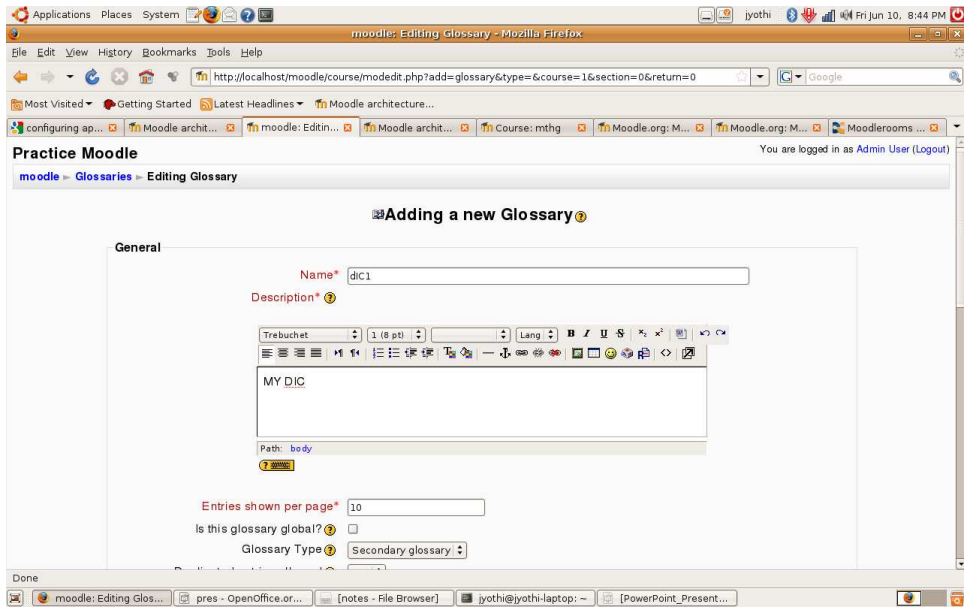 Applications Places System jyothi Fri Jun 10, 8:44 PM
moodle: Editing Glossary - Mozilla Firefox
File Edit View History Bookmarks Tools Help
http://localhost/moodle/course/modedit.php?add=glossary&type=&course=1&section=0&return=0 Google
Most Visited Getting Started Latest Headlines Moodle architecture...
configuring ap... Moodle archit... moodle: Editin... Moodle archit... Course: mthg Moodle.org: M... Moodle.org: M... Moodlerooms ...
Practice Moodle You are logged in as Admin User (Logout)
moodle ► Glossaries ► Editing Glossary
Adding a new Glossary
General
Name* dIC1
Description*
Trebuchet 1 (8 pt) Lang B I U S
MY DIC
Path: body
Entries shown per page* 10
Is this glossary global?
Glossary Type Secondary glossary
Done
moodle: Editing Glos... pres - OpenOffice.or... [notes - File Browser] jyothi@jyothi-laptop: ~ [PowerPoint_Present...